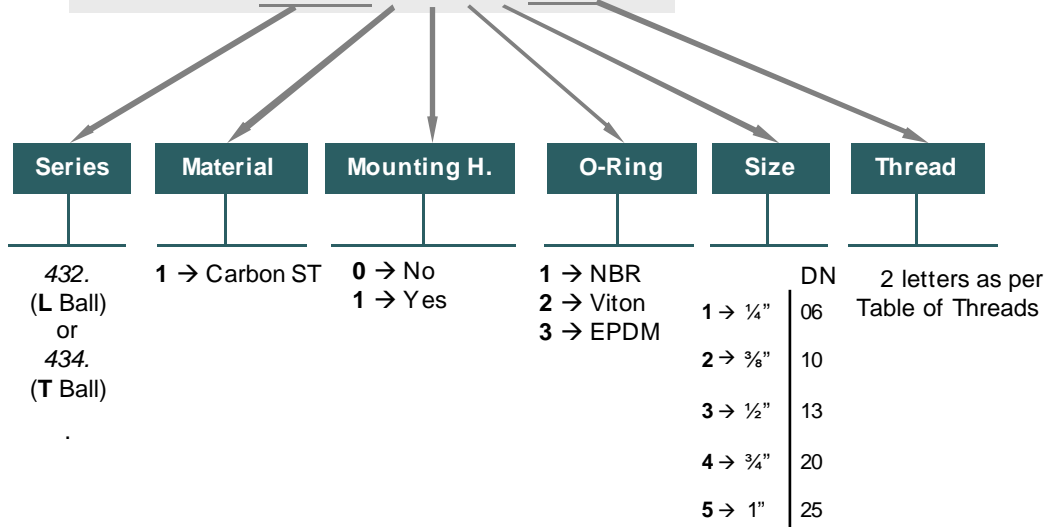 Series
Material
Mounting H.
O-Ring
Size
Thread
432.
(L Ball)
or
434.
(T Ball)
.
1 → Carbon ST
0 → No
1 → Yes
1 → NBR
2 → Viton
3 → EPDM
DN
1 → ¼” 06
2 → ⅜” 10
3 → ½” 13
4 → ¾” 20
5 → 1” 25
2 letters as per
Table of Threads